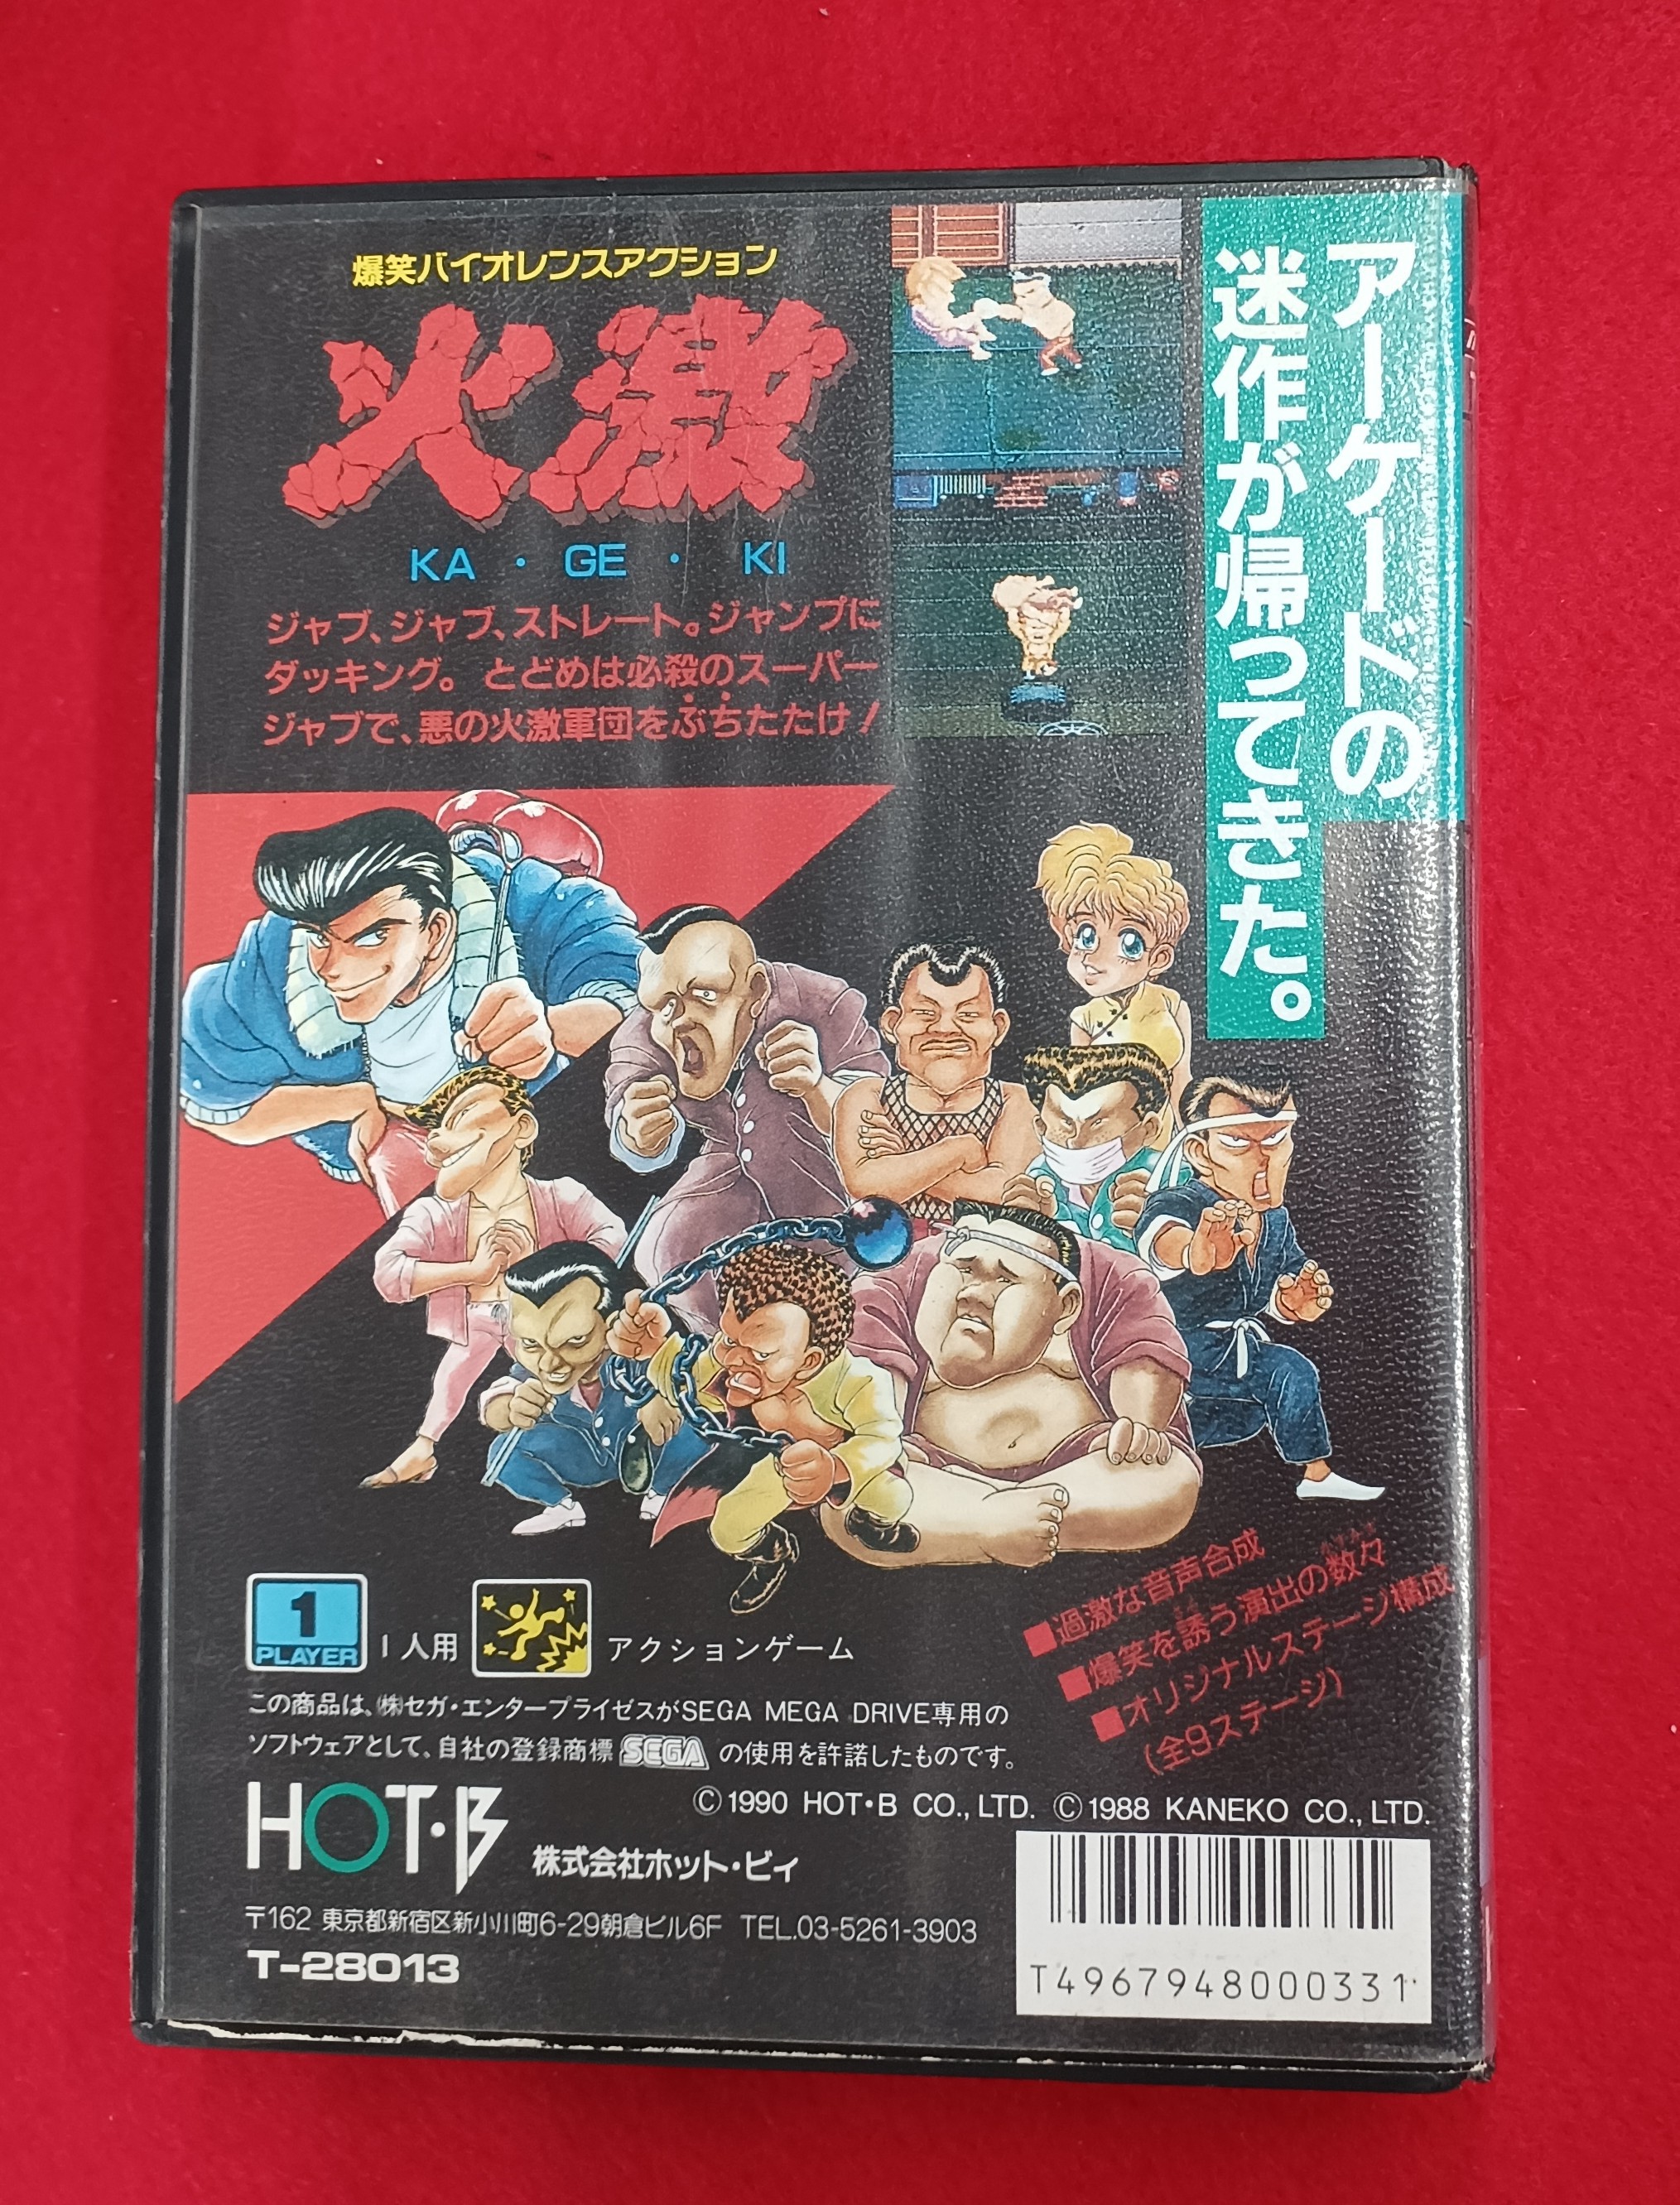 アーケードの
迷作が帰ってきた。
爆笑バイオレンスアクション
火激
KA・GE・KI
ジャブ、ジャブ、ストレート。ジャンプに
ダッキング。とどめは必殺のスーパー
ジャブで、悪の火激軍団をぶちたたけ!
■過激な音声合成
■爆笑を誘う演出の数々
■オリジナルステージ構成
(全9ステージ)
1
PLAYER
1人用
アクションゲーム
この商品は、㈱セガ・エンタープライゼスがSEGA MEGA DRIVE専用の
ソフトウェアとして、自社の登録商標SEGAの使用を許諾したものです。
©1990 HOT・B CO., LTD. ©1988 KANEKO CO., LTD.
HOT・B
株式会社ホット・ビィ
〒162 東京都新宿区新小川町6-29朝倉ビル6F TEL.03-5261-3903
T-28013
T4967948000331